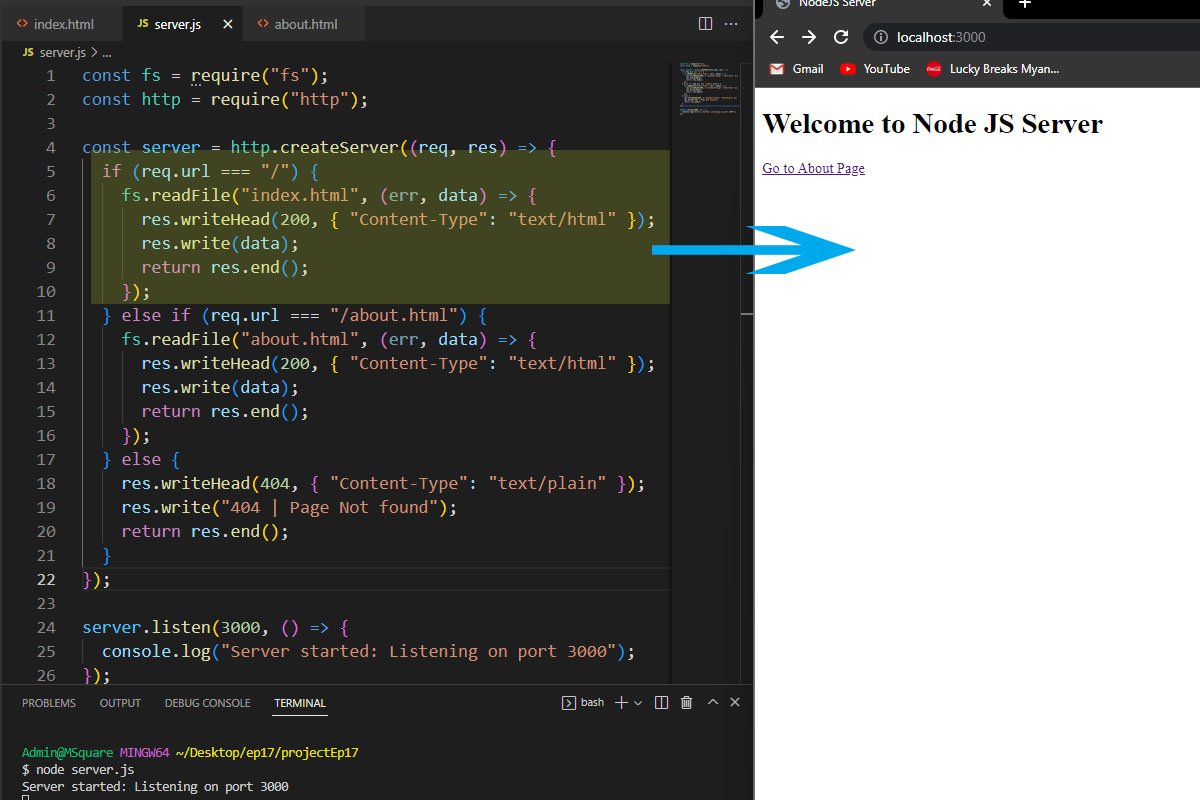 index.html
JS server.js
about.html
JS server.js > ...
1 const fs = require("fs");
2 const http = require("http");
3
4 const server = http.createServer((req, res) => {
5 if (req.url === "/") {
6 fs.readFile("index.html", (err, data) => {
7 res.writeHead(200, { "Content-Type": "text/html" });
8 res.write(data);
9 return res.end();
10 });
11 } else if (req.url === "/about.html") {
12 fs.readFile("about.html", (err, data) => {
13 res.writeHead(200, { "Content-Type": "text/html" });
14 res.write(data);
15 return res.end();
16 });
17 } else {
18 res.writeHead(404, { "Content-Type": "text/plain" });
19 res.write("404 | Page Not found");
20 return res.end();
21 }
22 });
23
24 server.listen(3000, () => {
25 console.log("Server started: Listening on port 3000");
26 });
PROBLEMS OUTPUT DEBUG CONSOLE TERMINAL bash
Admin@MSquare MINGW64 ~/Desktop/ep17/projectEp17
$ node server.js
Server started: Listening on port 3000
NodeJS Server
localhost:3000
Gmail YouTube Lucky Breaks Myan...
Welcome to Node JS Server
Go to About Page